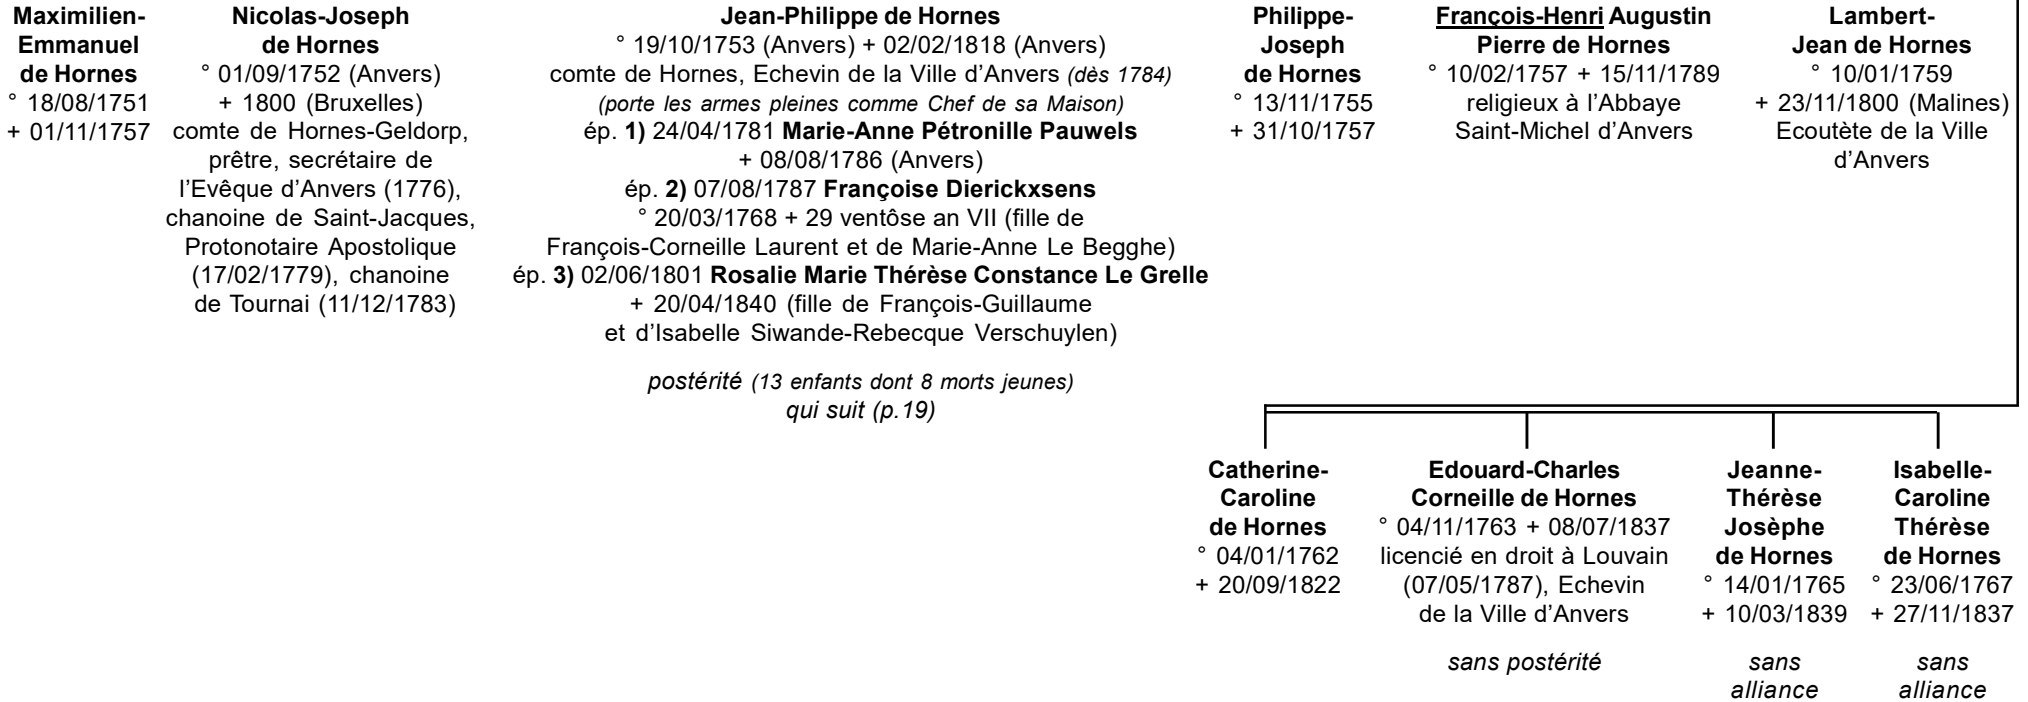 Maximilien-
Emmanuel
de Hornes
° 18/08/1751
+ 01/11/1757
Nicolas-Joseph
de Hornes
° 01/09/1752 (Anvers)
+ 1800 (Bruxelles)
comte de Hornes-Geldorp,
prêtre, secrétaire de
l'Evêque d'Anvers (1776),
chanoine de Saint-Jacques,
Protonotaire Apostolique
(17/02/1779), chanoine
de Tournai (11/12/1783)
Jean-Philippe de Hornes
° 19/10/1753 (Anvers) + 02/02/1818 (Anvers)
comte de Hornes, Echevin de la Ville d'Anvers (dès 1784)
(porte les armes pleines comme Chef de sa Maison)
ép. 1) 24/04/1781 Marie-Anne Pétronille Pauwels
+ 08/08/1786 (Anvers)
ép. 2) 07/08/1787 Françoise Dierickxsens
° 20/03/1768 + 29 ventôse an VII (fille de
François-Corneille Laurent et de Marie-Anne Le Begghe)
ép. 3) 02/06/1801 Rosalie Marie Thérèse Constance Le Grelle
+ 20/04/1840 (fille de François-Guillaume
et d'Isabelle Siwande-Rebecque Verschuylen)
postérité (13 enfants dont 8 morts jeunes)
qui suit (p.19)
Philippe-
Joseph
de Hornes
° 13/11/1755
+ 31/10/1757
François-Henri Augustin
Pierre de Hornes
° 10/02/1757 + 15/11/1789
religieux à l'Abbaye
Saint-Michel d'Anvers
Lambert-
Jean de Hornes
° 10/01/1759
+ 23/11/1800 (Malines)
Ecoutète de la Ville
d'Anvers
Catherine-
Caroline
de Hornes
° 04/01/1762
+ 20/09/1822
Edouard-Charles
Corneille de Hornes
° 04/11/1763 + 08/07/1837
licencié en droit à Louvain
(07/05/1787), Echevin
de la Ville d'Anvers
sans postérité
Jeanne-
Thérèse
Josèphe
de Hornes
° 14/01/1765
+ 10/03/1839
sans
alliance
Isabelle-
Caroline
Thérèse
de Hornes
° 23/06/1767
+ 27/11/1837
sans
alliance